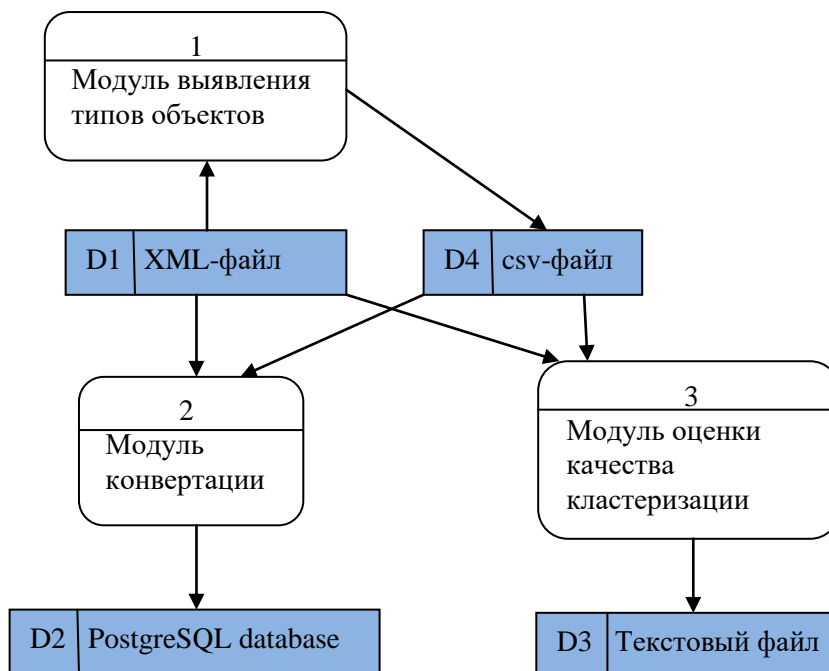 1
Модуль выявления
типов объектов
D1 XML-файл
D4 csv-файл
2
Модуль
конвертации
3
Модуль оценки
качества
кластеризации
D2 PostgreSQL database
D3 Текстовый файл